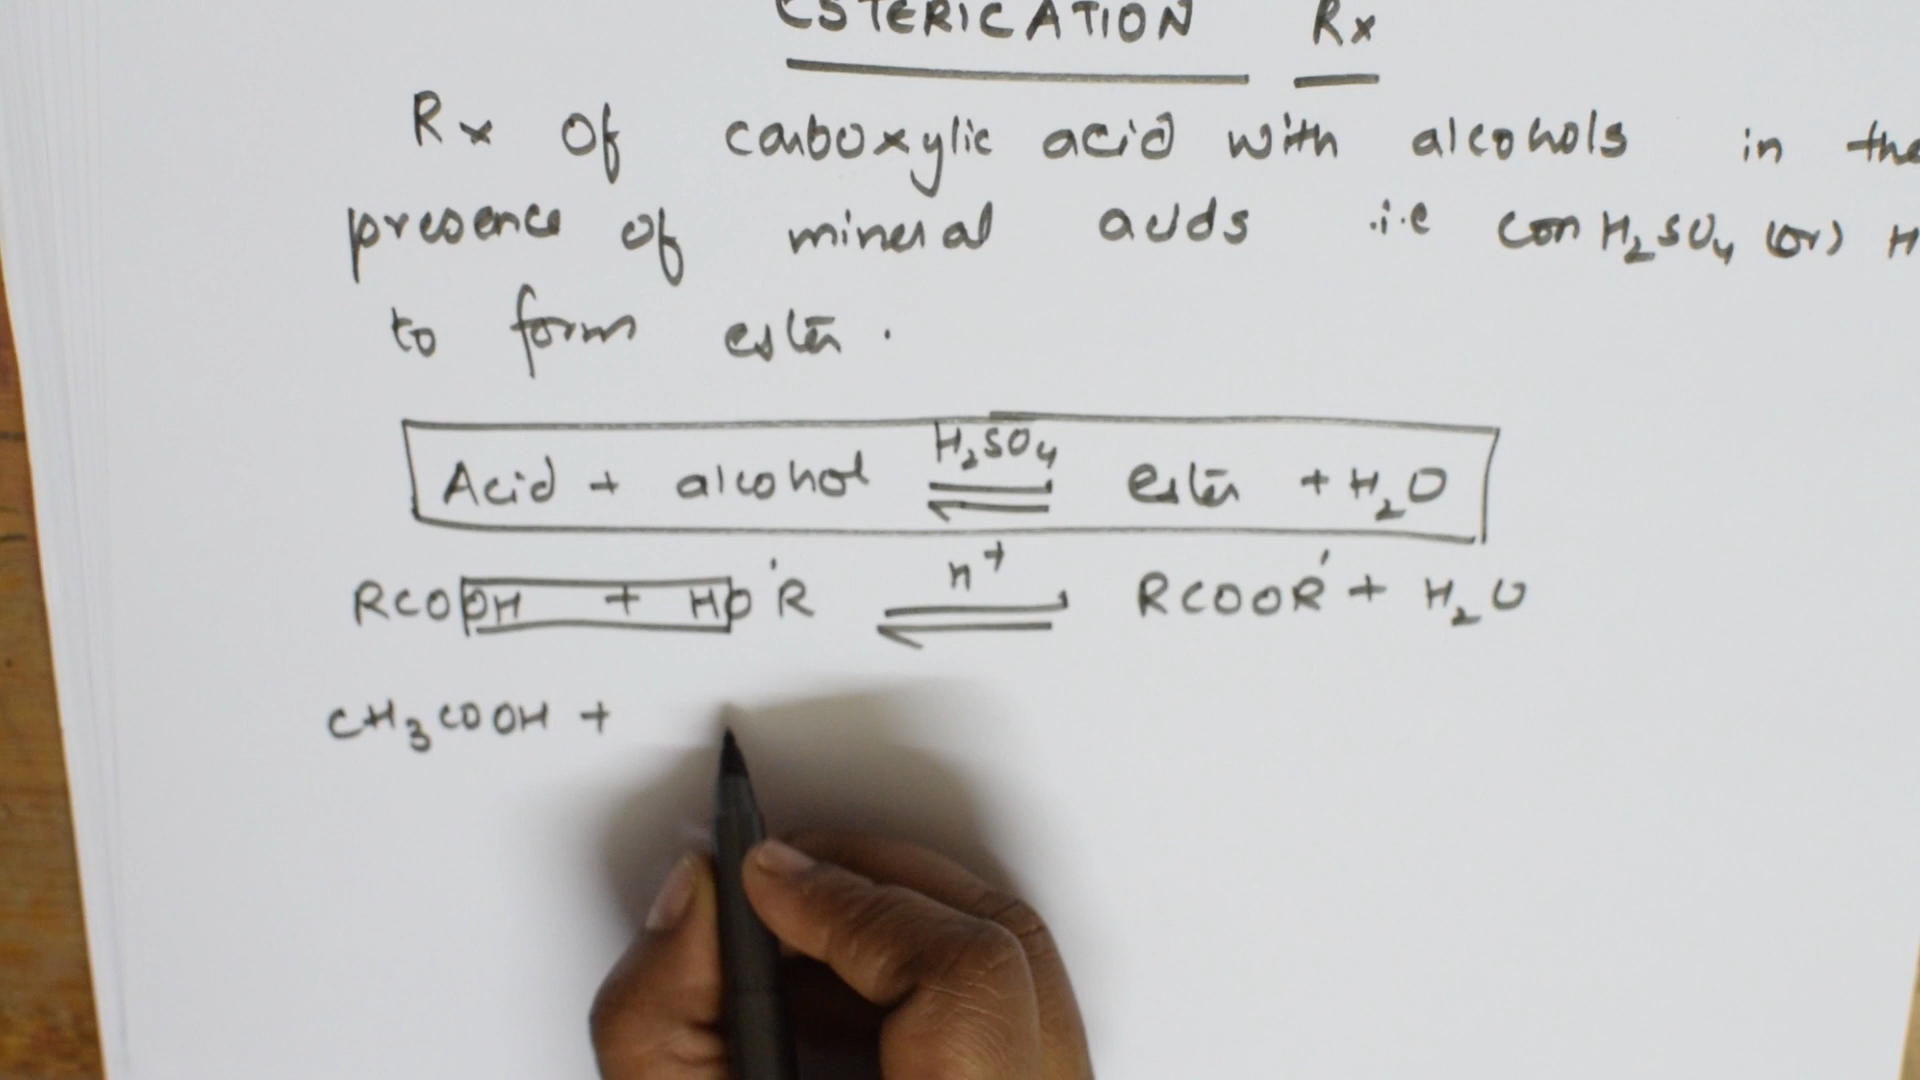 ESTERICATION Rx
Rx of carboxylic acid with alcohols in the
presence of mineral acids i.e con H₂SO₄ (or) H
to form ester.
Acid + alcohol H₂SO₄ ⇌ ester + H₂O
RCOOH + HOR' H⁺ ⇌ RCOOR' + H₂O
CH₃COOH +